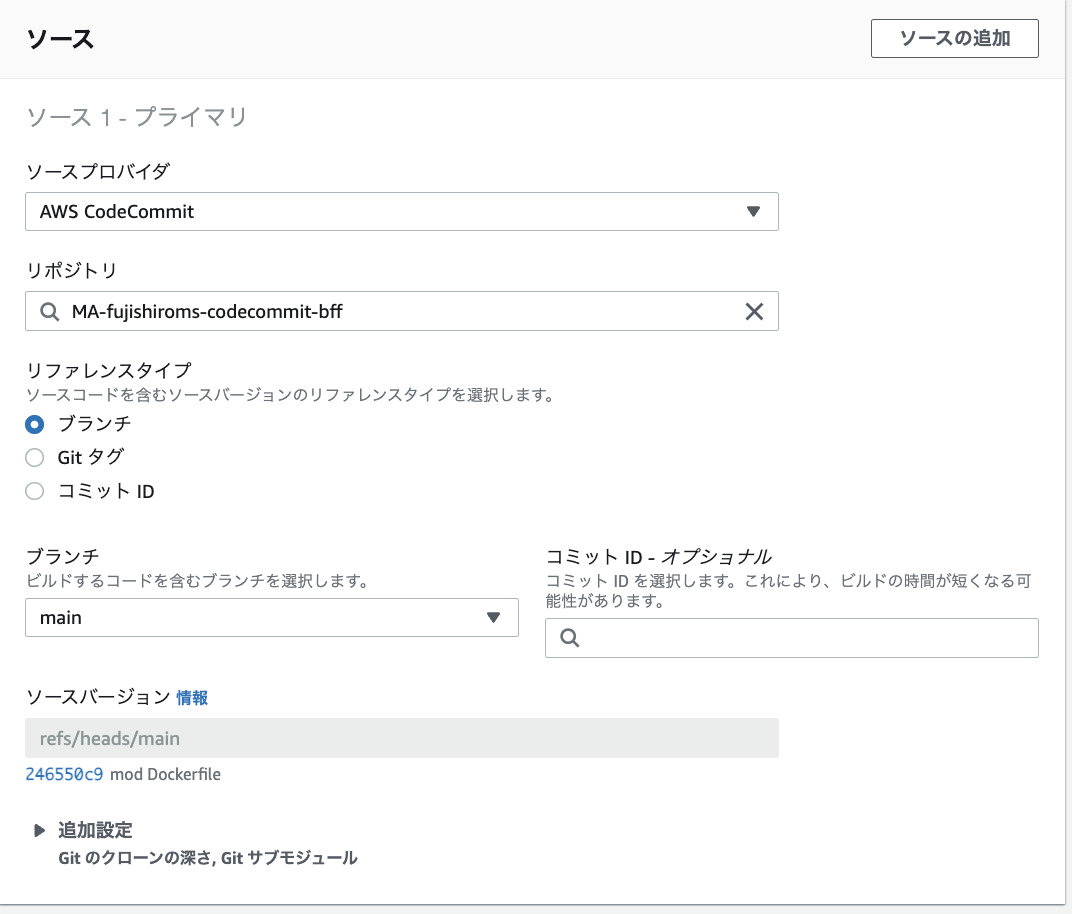 ソース
ソースの追加
ソース 1 - プライマリ
ソースプロバイダ
AWS CodeCommit
リポジトリ
MA-fujishiroms-codecommit-bff
リファレンスタイプ
ソースコードを含むソースバージョンのリファレンスタイプを選択します。
ブランチ
Git タグ
コミット ID
ブランチ
ビルドするコードを含むブランチを選択します。
main
コミット ID - オプショナル
コミット ID を選択します。これにより、ビルドの時間が短くなる可
能性があります。
ソースバージョン 情報
refs/heads/main
246550c9 mod Dockerfile
追加設定
Git のクローンの深さ, Git サブモジュール